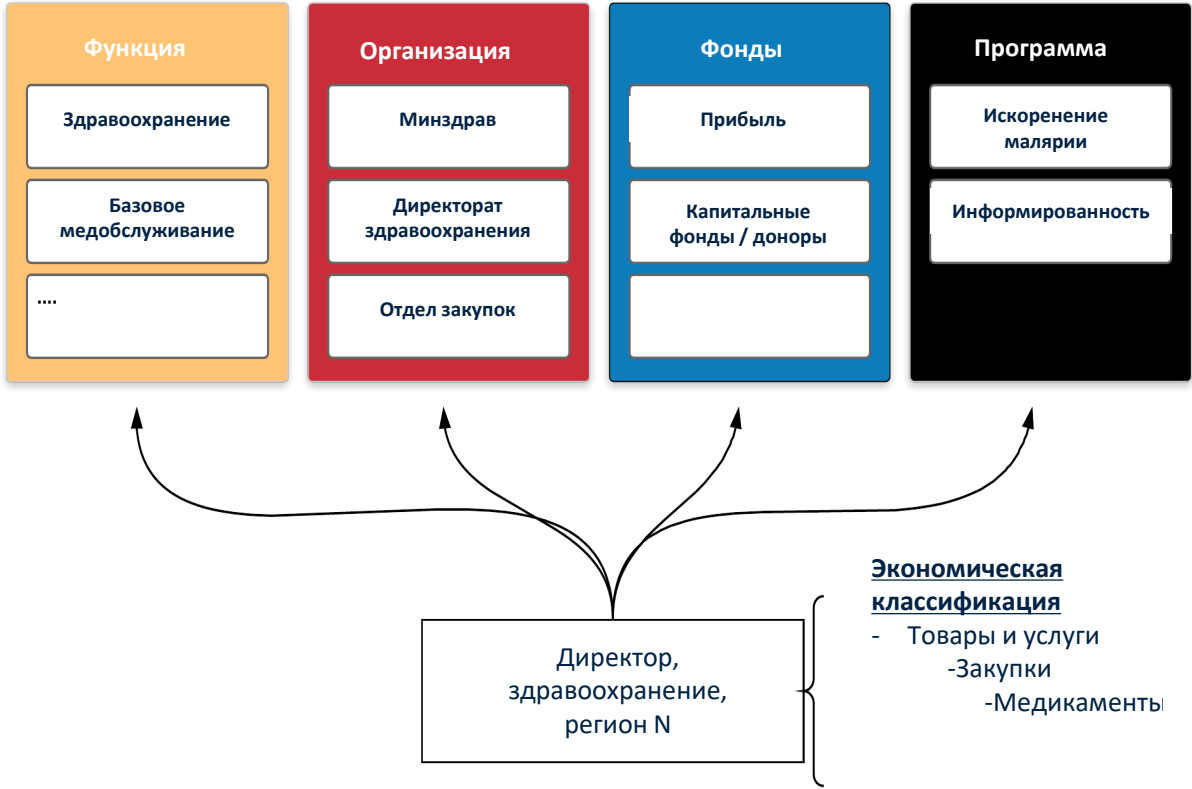 Функция
Здравоохранение
Базовое
медобслуживание
....
Организация
Минздрав
Директорат
здравоохранения
Отдел закупок
Фонды
Прибыль
Капитальные
фонды / доноры
Программа
Искоренение
малярии
Информированность
Директор,
здравоохранение,
регион N
Экономическая
классификация
- Товары и услуги
-Закупки
-Медикаменты